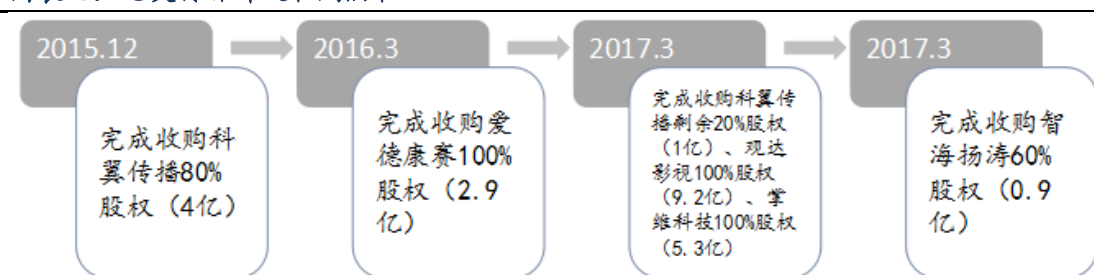 2015.12
完成收购科
翼传播80%
股权（4亿）
2016.3
完成收购爱
德康赛100%
股权（2.9
亿）
2017.3
完成收购科翼传
播剩余20%股权
（1亿）、观达
影视100%股权
（9.2亿）、掌
维科技100%股权
（5.3亿）
2017.3
完成收购智
海扬涛60%
股权（0.9
亿）